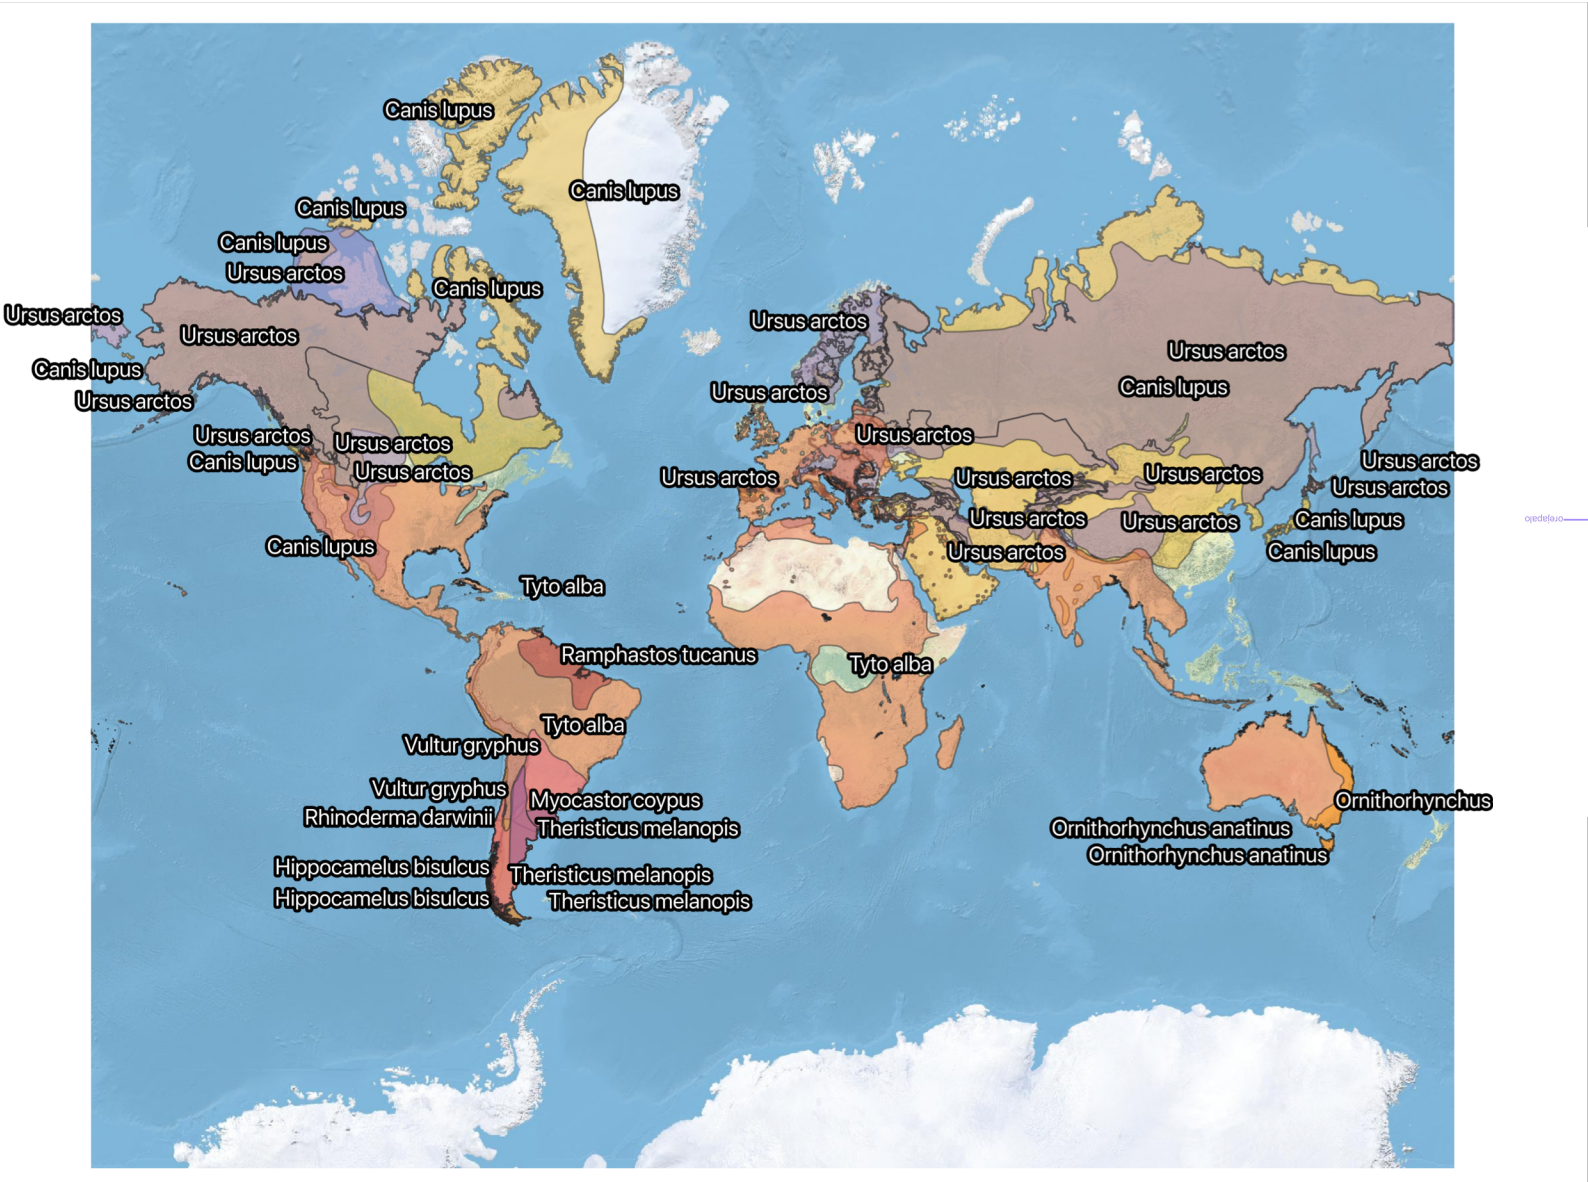 Canis lupus
Canis lupus
Canis lupus
Canis lupus
Ursus arctos
Canis lupus
Ursus arctos
Ursus arctos
Ursus arctos
Ursus arctos
Canis lupus
Canis lupus
Ursus arctos
Ursus arctos
Ursus arctos
Ursus arctos
Ursus arctos
Ursus arctos
Canis lupus
Ursus arctos
Ursus arctos
Ursus arctos
Ursus arctos
Ursus arctos
Ursus arctos
Ursus arctos
Ursus arctos
Ursus arctos
Canis lupus
Canis lupus
Canis lupus
Ursus arctos
Tyto alba
Ramphastos tucanus
Tyto alba
Tyto alba
Vultur gryphus
Vultur gryphus
Myocastor coypus
Ornithorhynchus
Rhinoderma darwinii
Theristicus melanopis
Ornithorhynchus anatinus
Ornithorhynchus anatinus
Hippocamelus bisulcus
Theristicus melanopis
Hippocamelus bisulcus
Theristicus melanopis